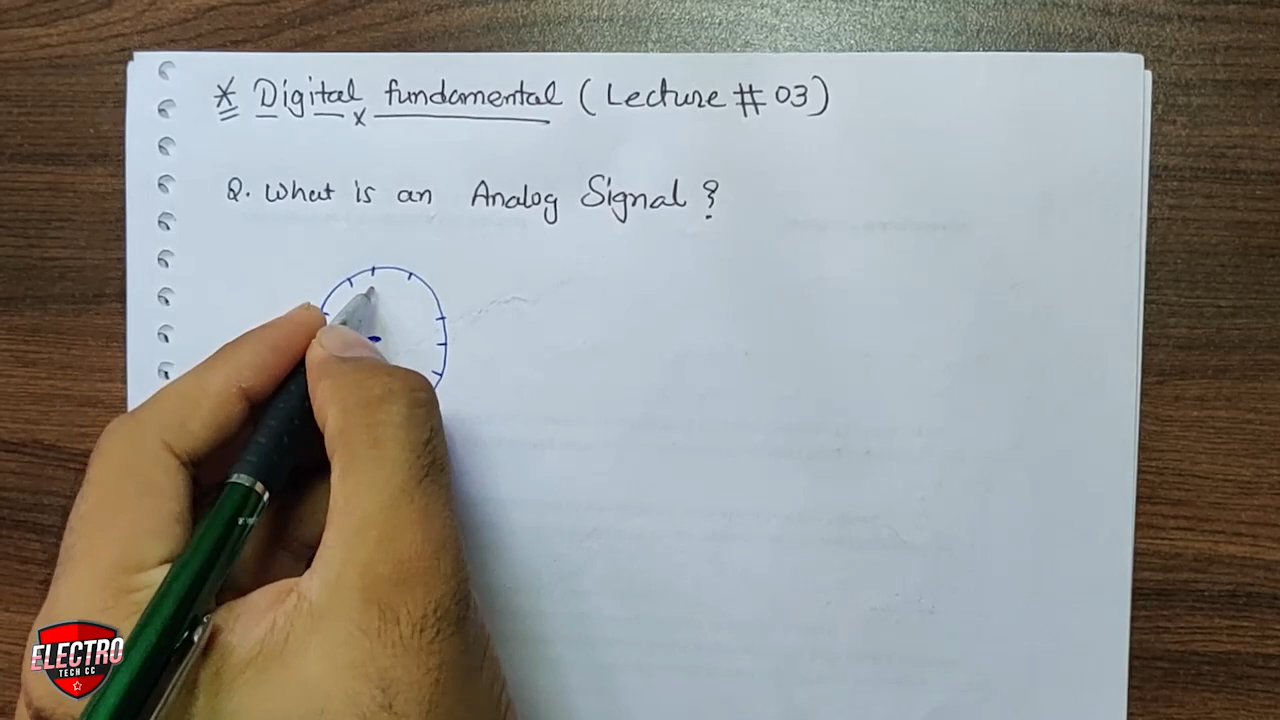 * Digital fundamental (Lecture # 03)
Q. What is an Analog Signal ?
ELECTRO
TECH CC